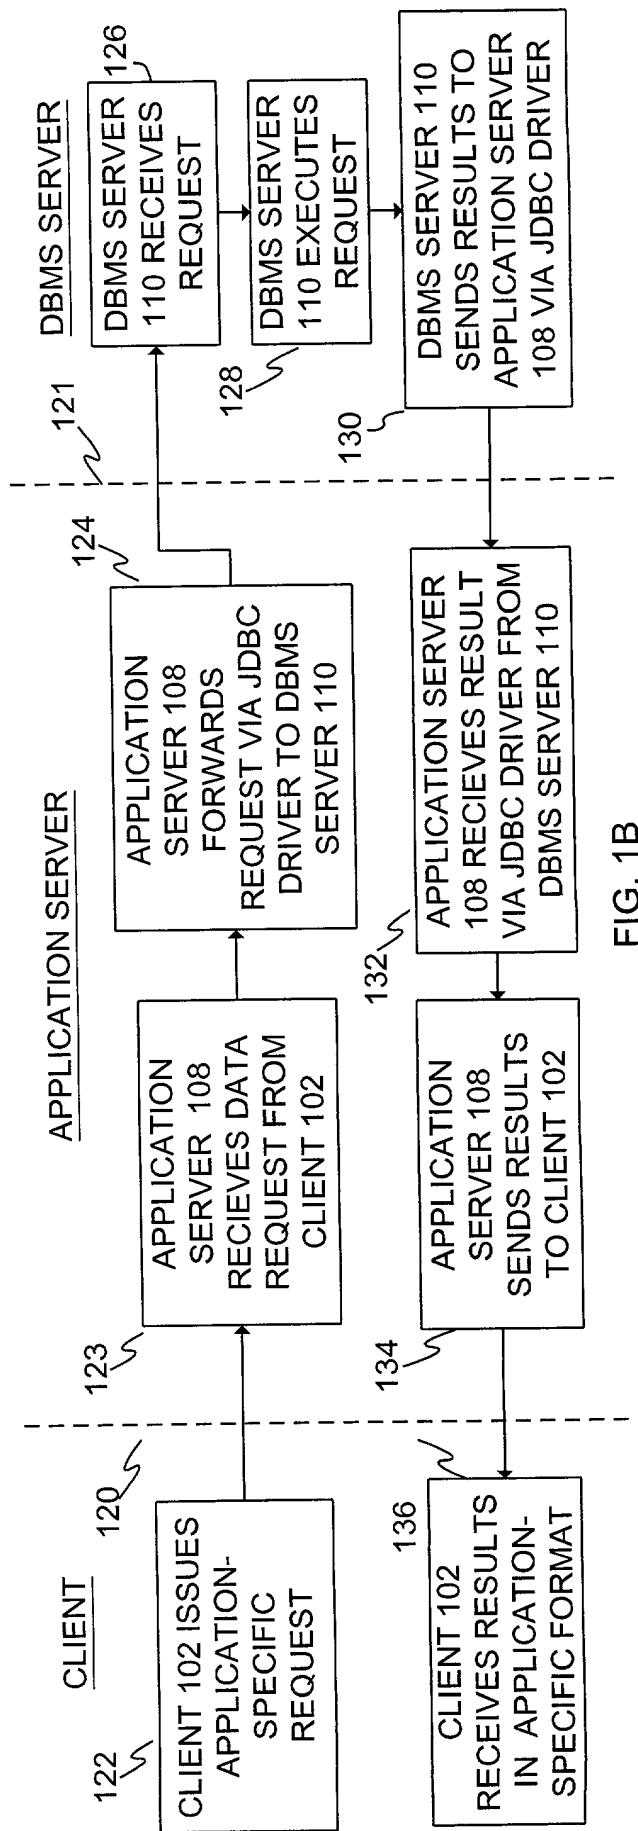 CLIENT
APPLICATION SERVER
DBMS SERVER
122
CLIENT 102 ISSUES
APPLICATION-
SPECIFIC
REQUEST
120
123
APPLICATION
SERVER 108
RECIEVES DATA
REQUEST FROM
CLIENT 102
124
APPLICATION
SERVER 108
FORWARDS
REQUEST VIA JDBC
DRIVER TO DBMS
SERVER 110
121
126
DBMS SERVER
110 RECEIVES
REQUEST
128
DBMS SERVER
110 EXECUTES
REQUEST
130
DBMS SERVER 110
SENDS RESULTS TO
APPLICATION SERVER
108 VIA JDBC DRIVER
132
APPLICATION SERVER
108 RECIEVES RESULT
VIA JDBC DRIVER FROM
DBMS SERVER 110
134
APPLICATION
SERVER 108
SENDS RESULTS
TO CLIENT 102
136
CLIENT 102
RECEIVES RESULTS
IN APPLICATION-
SPECIFIC FORMAT
FIG. 1B